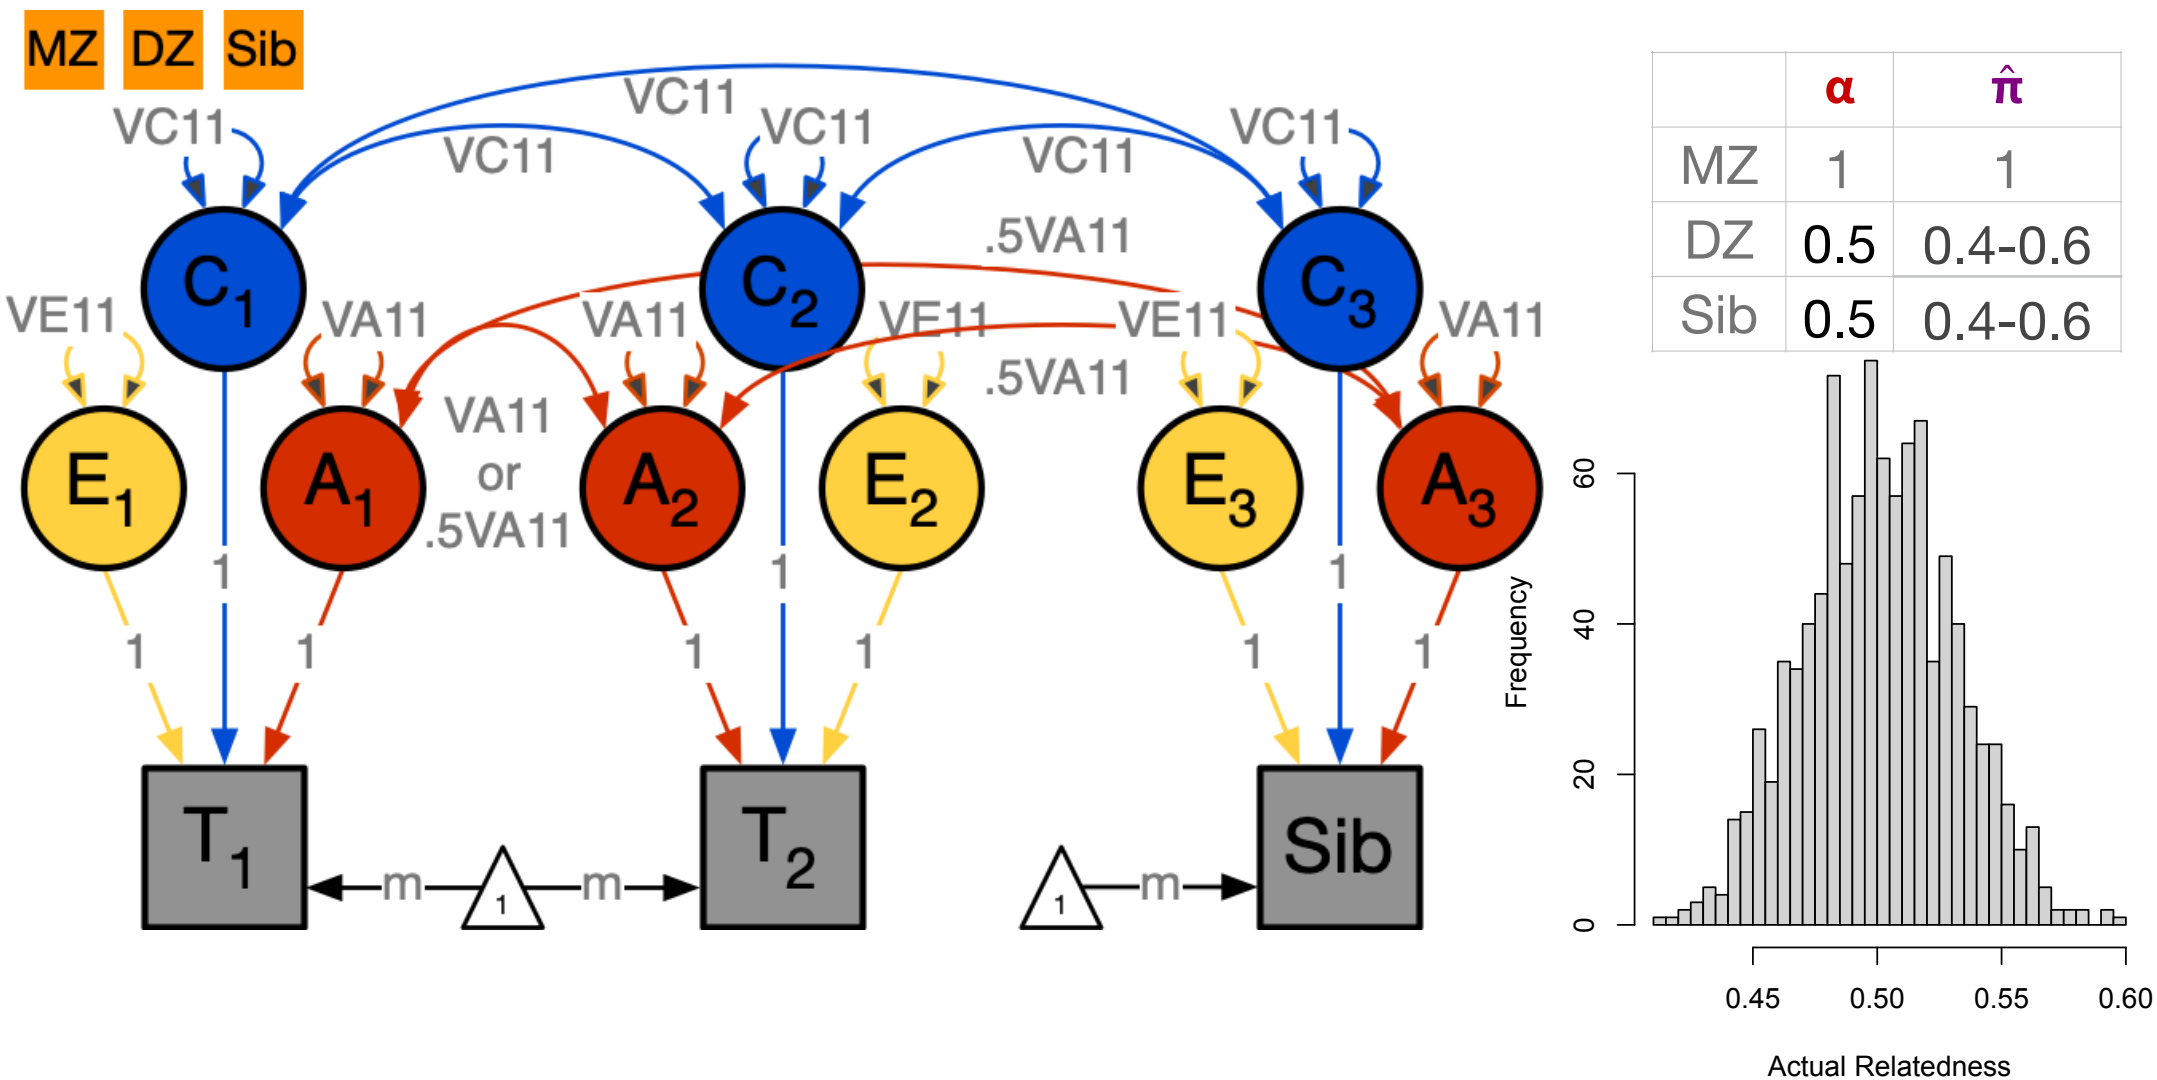 MZ DZ Sib
VC11
VC11 VC11 VC11
VC11 VC11
.5VA11
C1 C2 C3
VE11 VA11 VA11 VE11 VE11 VA11
.5VA11
VA11
or
.5VA11
E1 A1 A2 E2 E3 A3
1 1 1
1 1 1 1 1 1
T1 T2 Sib
m m m
1 1
α π̂
MZ 1 1
DZ 0.5 0.4-0.6
Sib 0.5 0.4-0.6
Frequency
60
40
20
0
0.45 0.50 0.55 0.60
Actual Relatedness